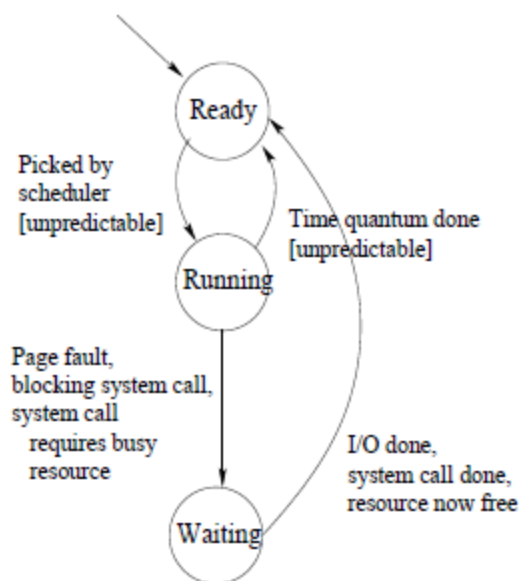 Ready
Picked by
scheduler
[unpredictable]
Time quantum done
[unpredictable]
Running
Page fault,
blocking system call,
system call
requires busy
resource
I/O done,
system call done,
resource now free
Waiting